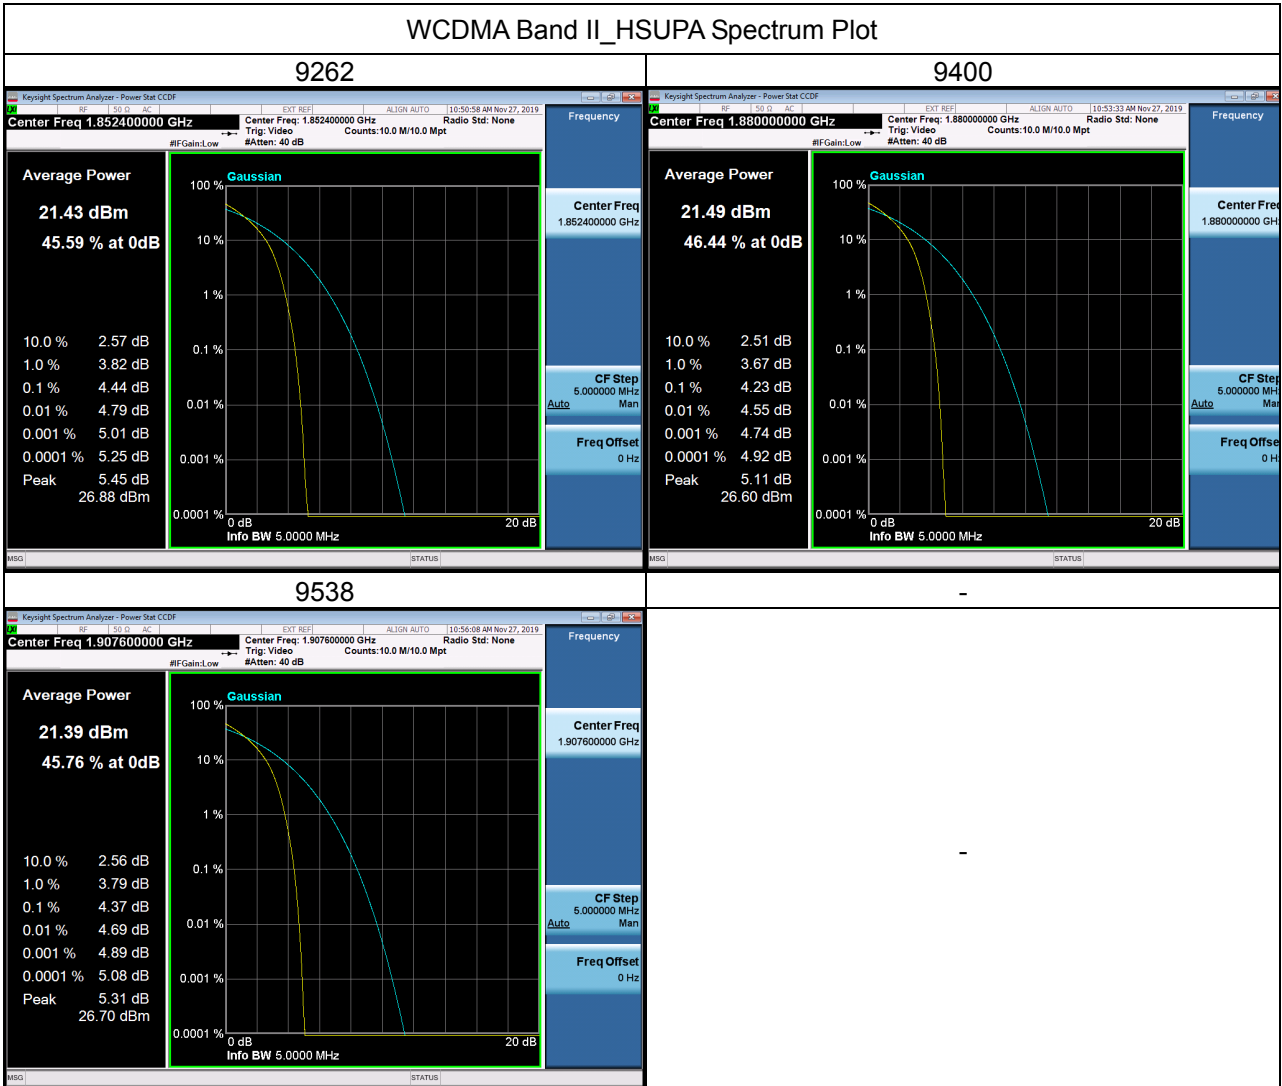 WCDMA Band II_HSUPA Spectrum Plot
9262
9400
Keysight Spectrum Analyzer - Power Stat CCDF
RF 50 Ω AC EXT REF ALIGN AUTO 10:50:58 AM Nov 27, 2019
Center Freq 1.852400000 GHz
Center Freq: 1.852400000 GHz Radio Std: None
Trig: Video Counts:10.0 M/10.0 Mpt
#IFGain:Low #Atten: 40 dB
Average Power
21.43 dBm
45.59 % at 0dB
10.0 % 2.57 dB
1.0 % 3.82 dB
0.1 % 4.44 dB
0.01 % 4.79 dB
0.001 % 5.01 dB
0.0001 % 5.25 dB
Peak 5.45 dB
26.88 dBm
Gaussian
100 %
10 %
1 %
0.1 %
0.01 %
0.001 %
0.0001 %
0 dB 20 dB
Info BW 5.0000 MHz
Frequency
Center Freq
1.852400000 GHz
CF Step
5.000000 MHz
Auto Man
Freq Offset
0 Hz
MSG STATUS
Keysight Spectrum Analyzer - Power Stat CCDF
RF 50 Ω AC EXT REF ALIGN AUTO 10:53:33 AM Nov 27, 2019
Center Freq 1.880000000 GHz
Center Freq: 1.880000000 GHz Radio Std: None
Trig: Video Counts:10.0 M/10.0 Mpt
#IFGain:Low #Atten: 40 dB
Average Power
21.49 dBm
46.44 % at 0dB
10.0 % 2.51 dB
1.0 % 3.67 dB
0.1 % 4.23 dB
0.01 % 4.55 dB
0.001 % 4.74 dB
0.0001 % 4.92 dB
Peak 5.11 dB
26.60 dBm
Gaussian
100 %
10 %
1 %
0.1 %
0.01 %
0.001 %
0.0001 %
0 dB 20 dB
Info BW 5.0000 MHz
Frequency
Center Freq
1.880000000 GH
CF Step
5.000000 MH
Auto Ma
Freq Offse
0 H
MSG STATUS
9538
-
Keysight Spectrum Analyzer - Power Stat CCDF
RF 50 Ω AC EXT REF ALIGN AUTO 10:56:08 AM Nov 27, 2019
Center Freq 1.907600000 GHz
Center Freq: 1.907600000 GHz Radio Std: None
Trig: Video Counts:10.0 M/10.0 Mpt
#IFGain:Low #Atten: 40 dB
Average Power
21.39 dBm
45.76 % at 0dB
10.0 % 2.56 dB
1.0 % 3.79 dB
0.1 % 4.37 dB
0.01 % 4.69 dB
0.001 % 4.89 dB
0.0001 % 5.08 dB
Peak 5.31 dB
26.70 dBm
Gaussian
100 %
10 %
1 %
0.1 %
0.01 %
0.001 %
0.0001 %
0 dB 20 dB
Info BW 5.0000 MHz
Frequency
Center Freq
1.907600000 GHz
CF Step
5.000000 MHz
Auto Man
Freq Offset
0 Hz
MSG STATUS
-